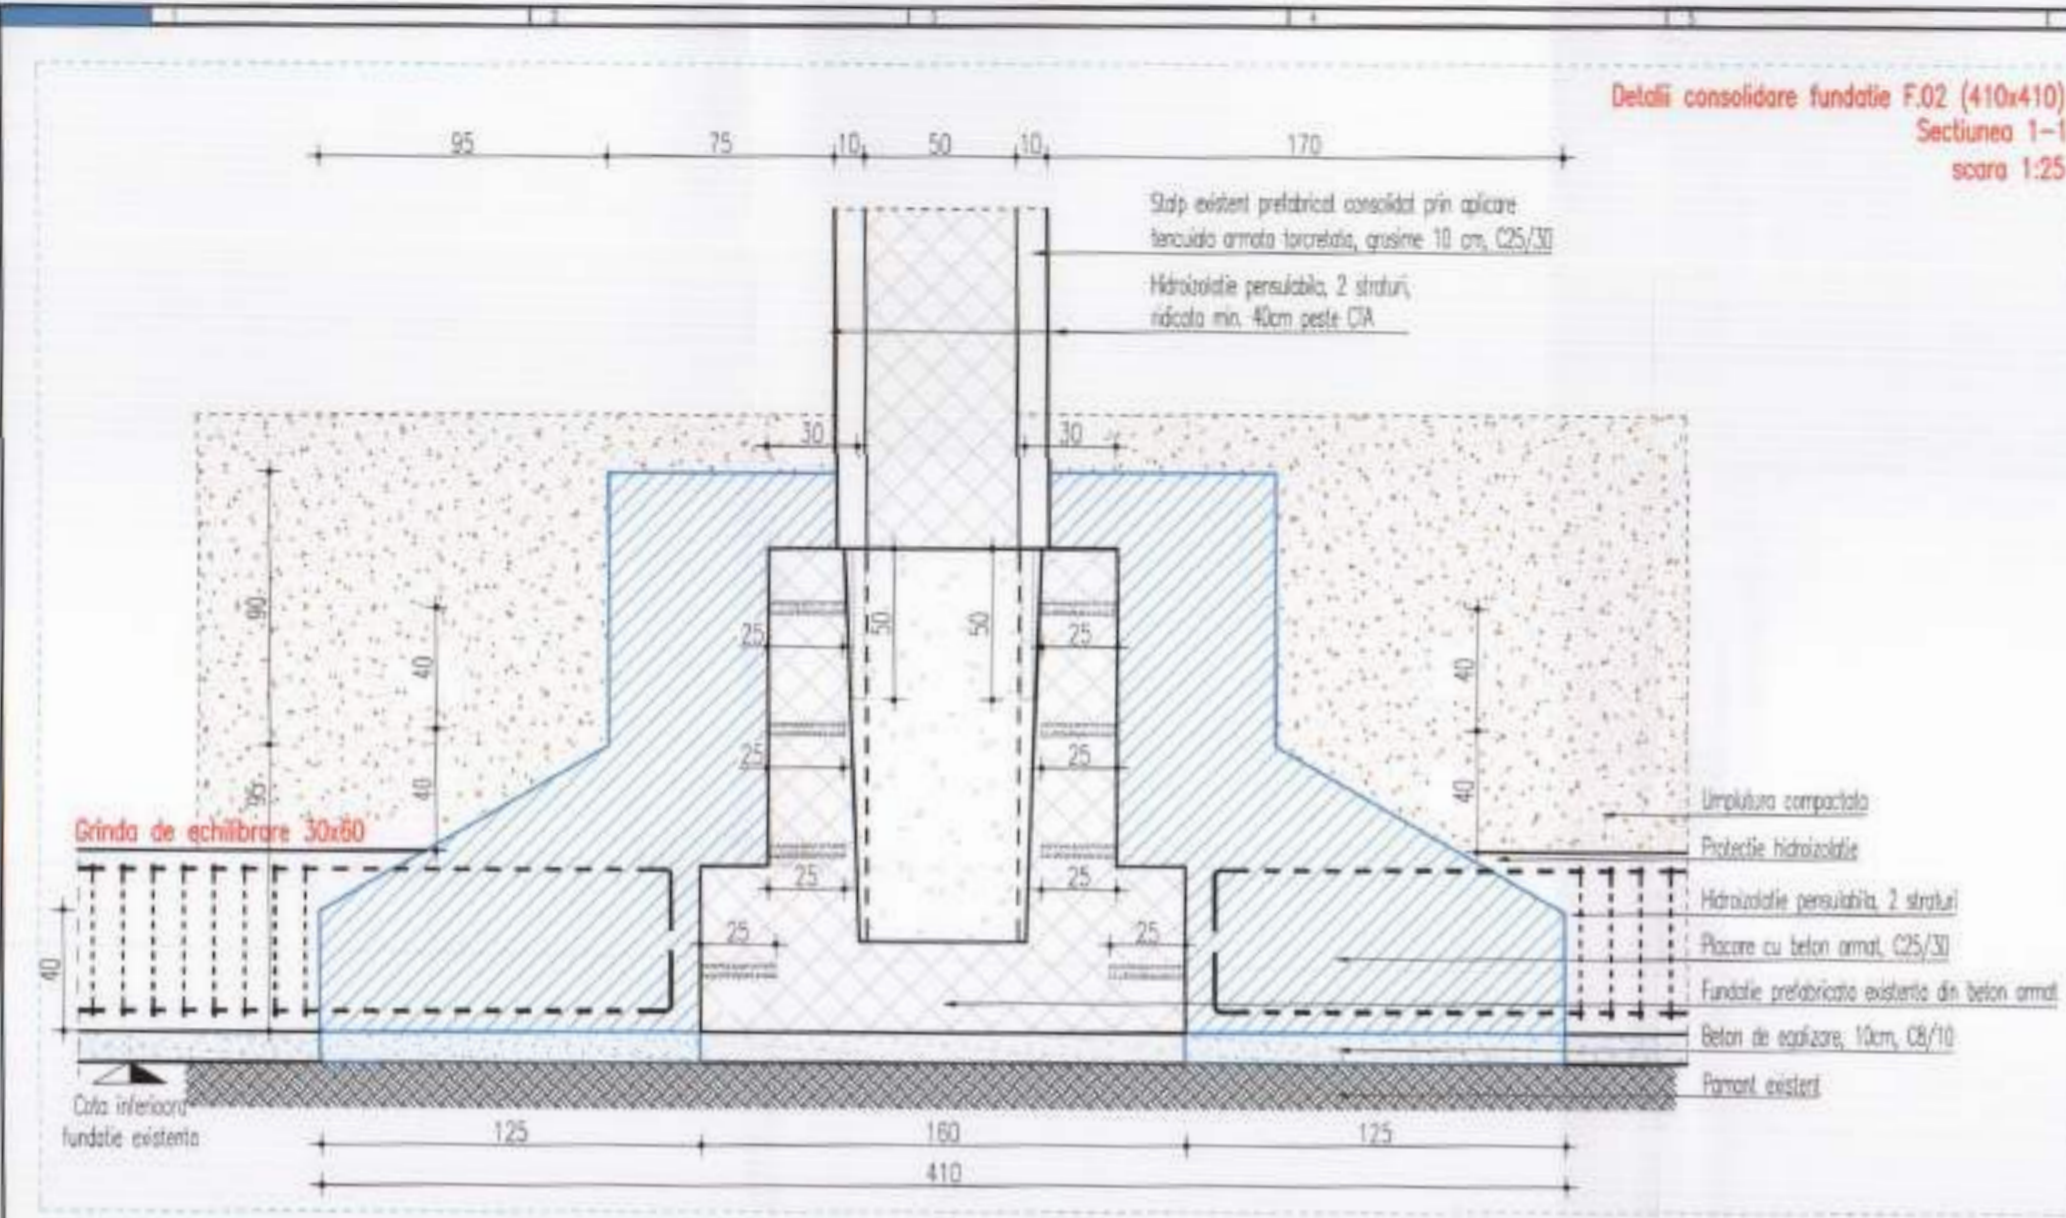 2
3
4
5
Detalii consolidare fundatie F.02 (410x410)
Sectiunea 1-1
scara 1:25
95 75 10 50 10 170
Stalp existent prefabricat consolidat prin aplicare
tencuiala armata torcretata, grosime 10 cm, C25/30
Hidroizolatie pensulabila, 2 straturi,
ridicata min. 40cm peste CTA
30 30
90
40
40
95
50 50
25 25
25 25
25 25
25 25
40
40
Grinda de echilibrare 30x60
40
Umplutura compactata
Protectie hidroizolatie
Hidroizolatie pensulabila, 2 straturi
Placare cu beton armat, C25/30
Fundatie prefabricata existenta din beton armat
Beton de egalizare, 10cm, C8/10
Pamant existent
Cota inferioara
fundatie existenta
125 160 125
410